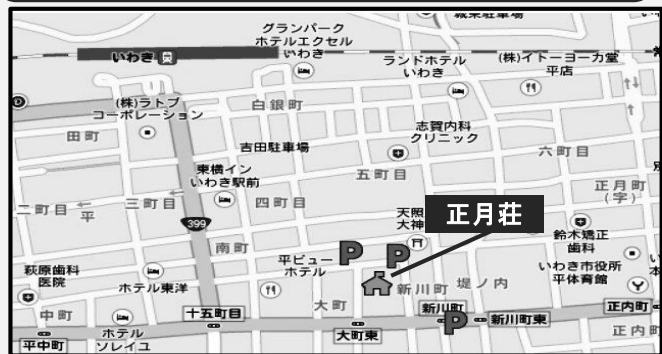 城東駐車場
グランパーク
ホテルエクセル
いわき
いわき
ランドホテル
いわき
(株)イトーヨーカ堂
平店
(株)ラトブ
コーポレーション
白銀町
田町
志賀内科
クリニック
吉田駐車場
六町目
東横イン
いわき駅前
五町目
正月町
(字)
二町目
平
三町目
四町目
399
天照
大神
正月荘
南町
鈴木矯正
歯科
平ビュー
ホテル
P
P
萩原歯科
医院
ホテル東洋
新川町
堤ノ内
いわき市役所
平体育館
中町
十五町目
大町
新川町
P
新川町東
正内町
平中町
ホテル
ソレイユ
大町東
正内町